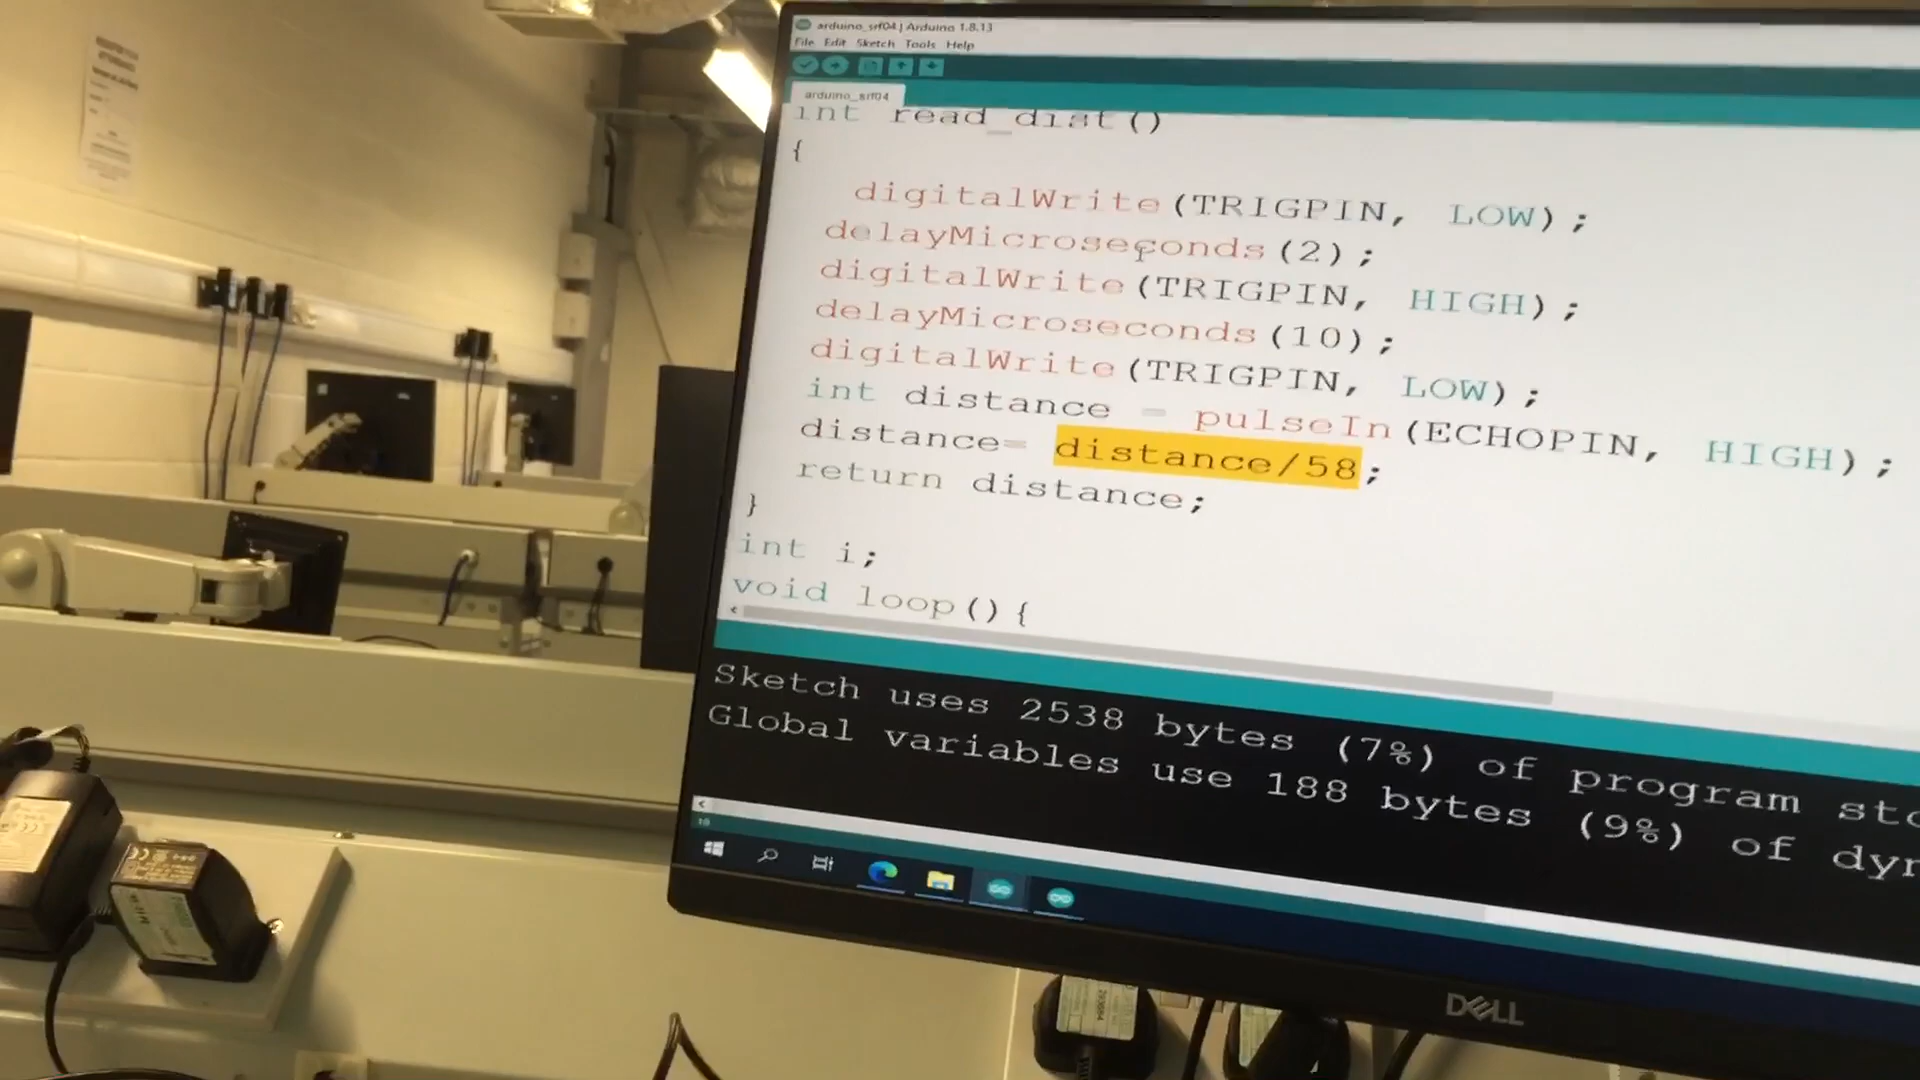 arduino_srf04 | Arduino 1.8.13
File Edit Sketch Tools Help
arduino_srf04
int read_dist()
{
digitalWrite(TRIGPIN, LOW);
delayMicroseconds(2);
digitalWrite(TRIGPIN, HIGH);
delayMicroseconds(10);
digitalWrite(TRIGPIN, LOW);
int distance = pulseIn(ECHOPIN, HIGH);
distance= distance/58;
return distance;
}
int i;
void loop(){
Sketch uses 2538 bytes (7%) of program sto
Global variables use 188 bytes (9%) of dyn
DELL